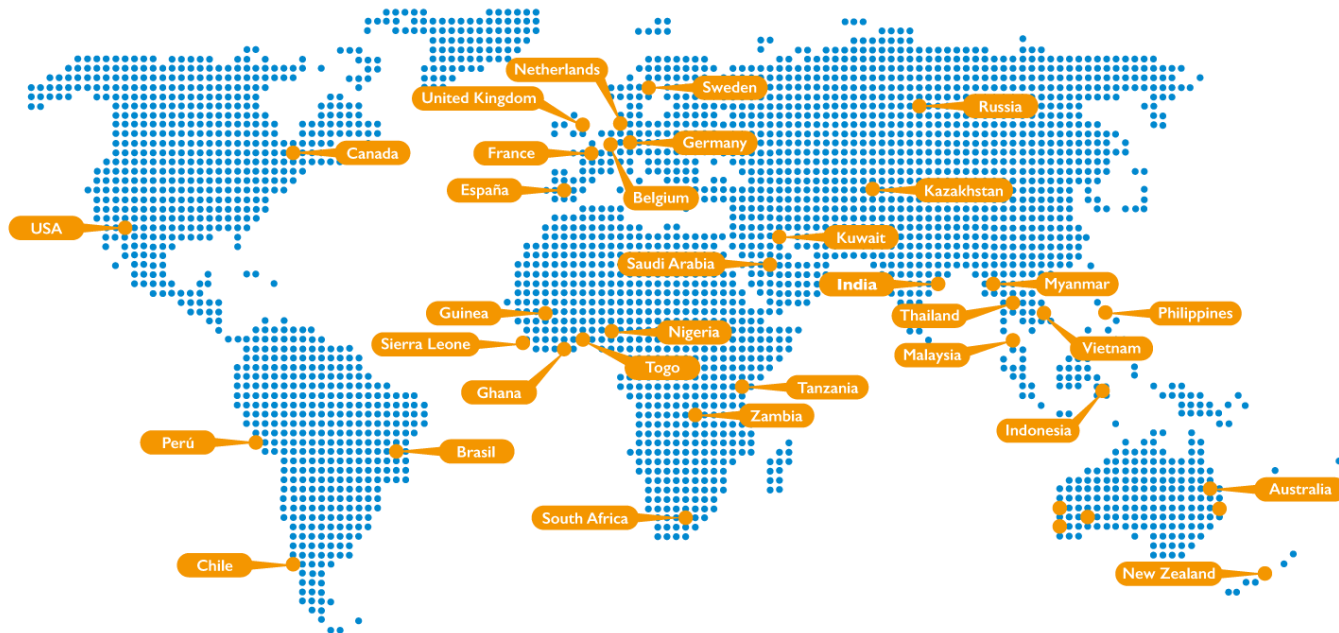 Netherlands
Sweden
United Kingdom
Russia
Canada
France
Germany
España
Belgium
Kazakhstan
USA
Kuwait
Saudi Arabia
India
Myanmar
Guinea
Thailand
Philippines
Sierra Leone
Nigeria
Malaysia
Vietnam
Togo
Ghana
Tanzania
Zambia
Indonesia
Perú
Brasil
Australia
South Africa
Chile
New Zealand